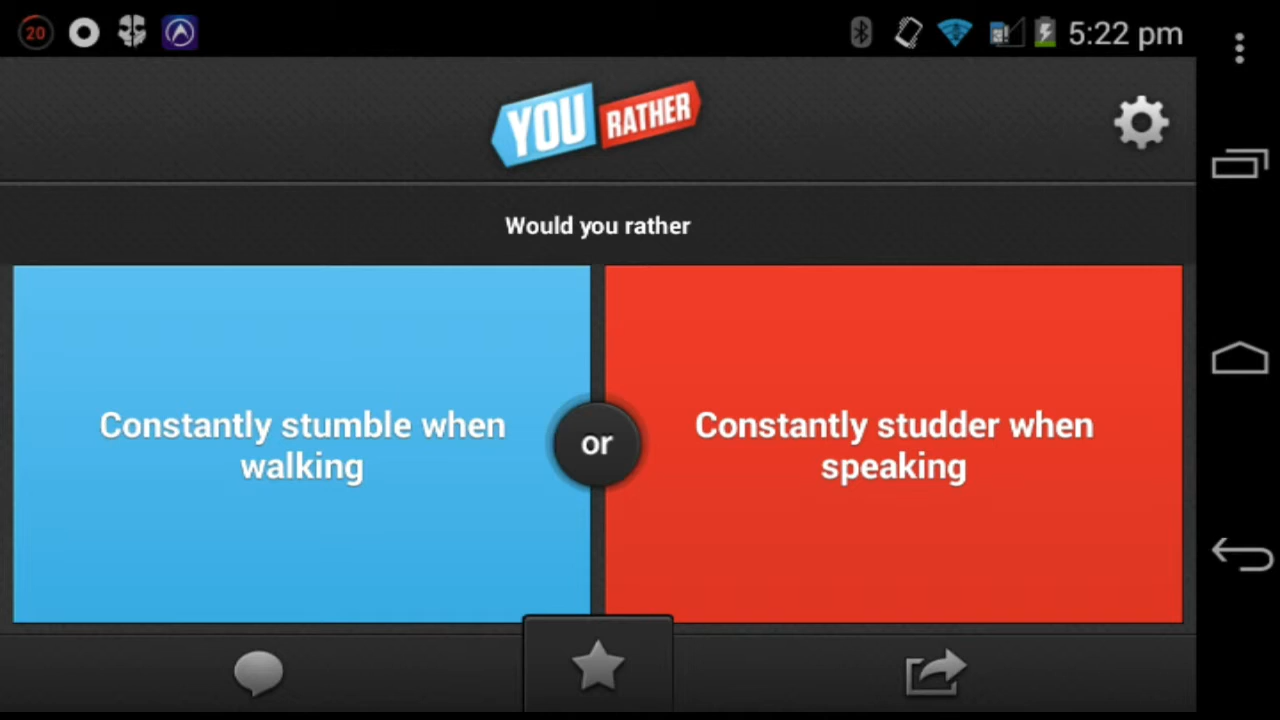 20
5:22 pm
YOU RATHER
Would you rather
Constantly stumble when
walking
or
Constantly studder when
speaking